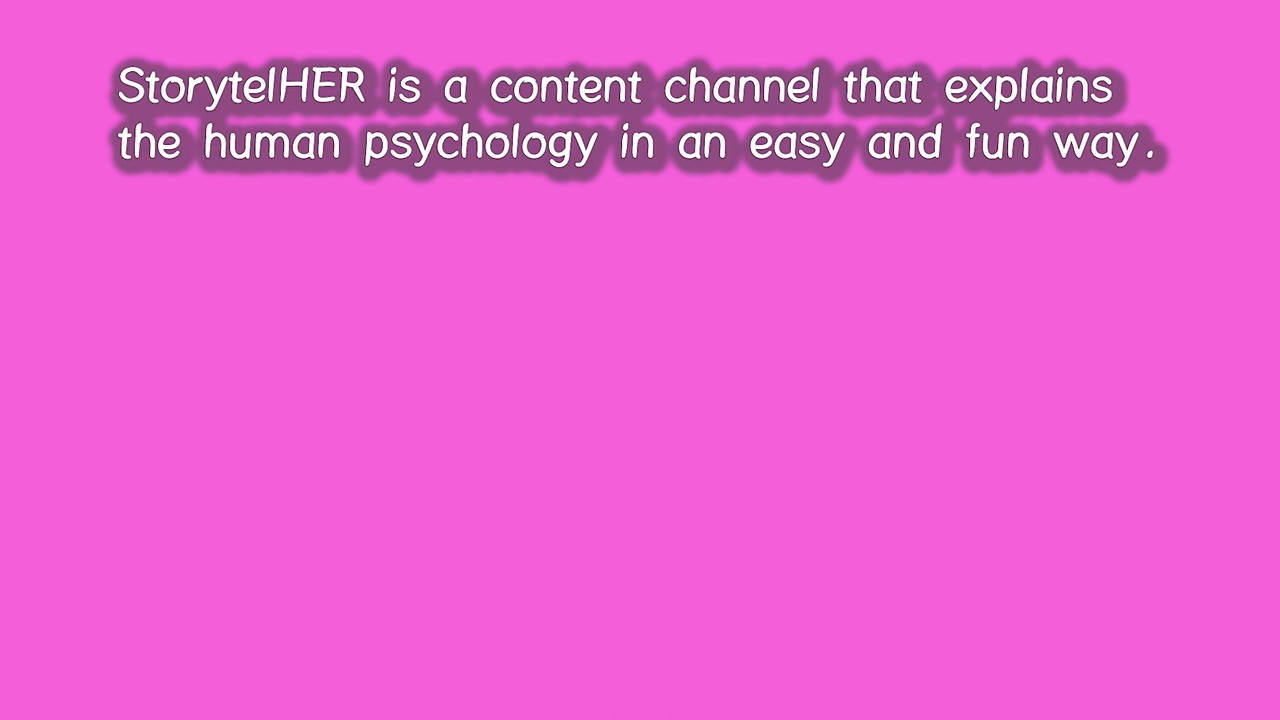 StorytelHER is a content channel that explains
the human psychology in an easy and fun way.